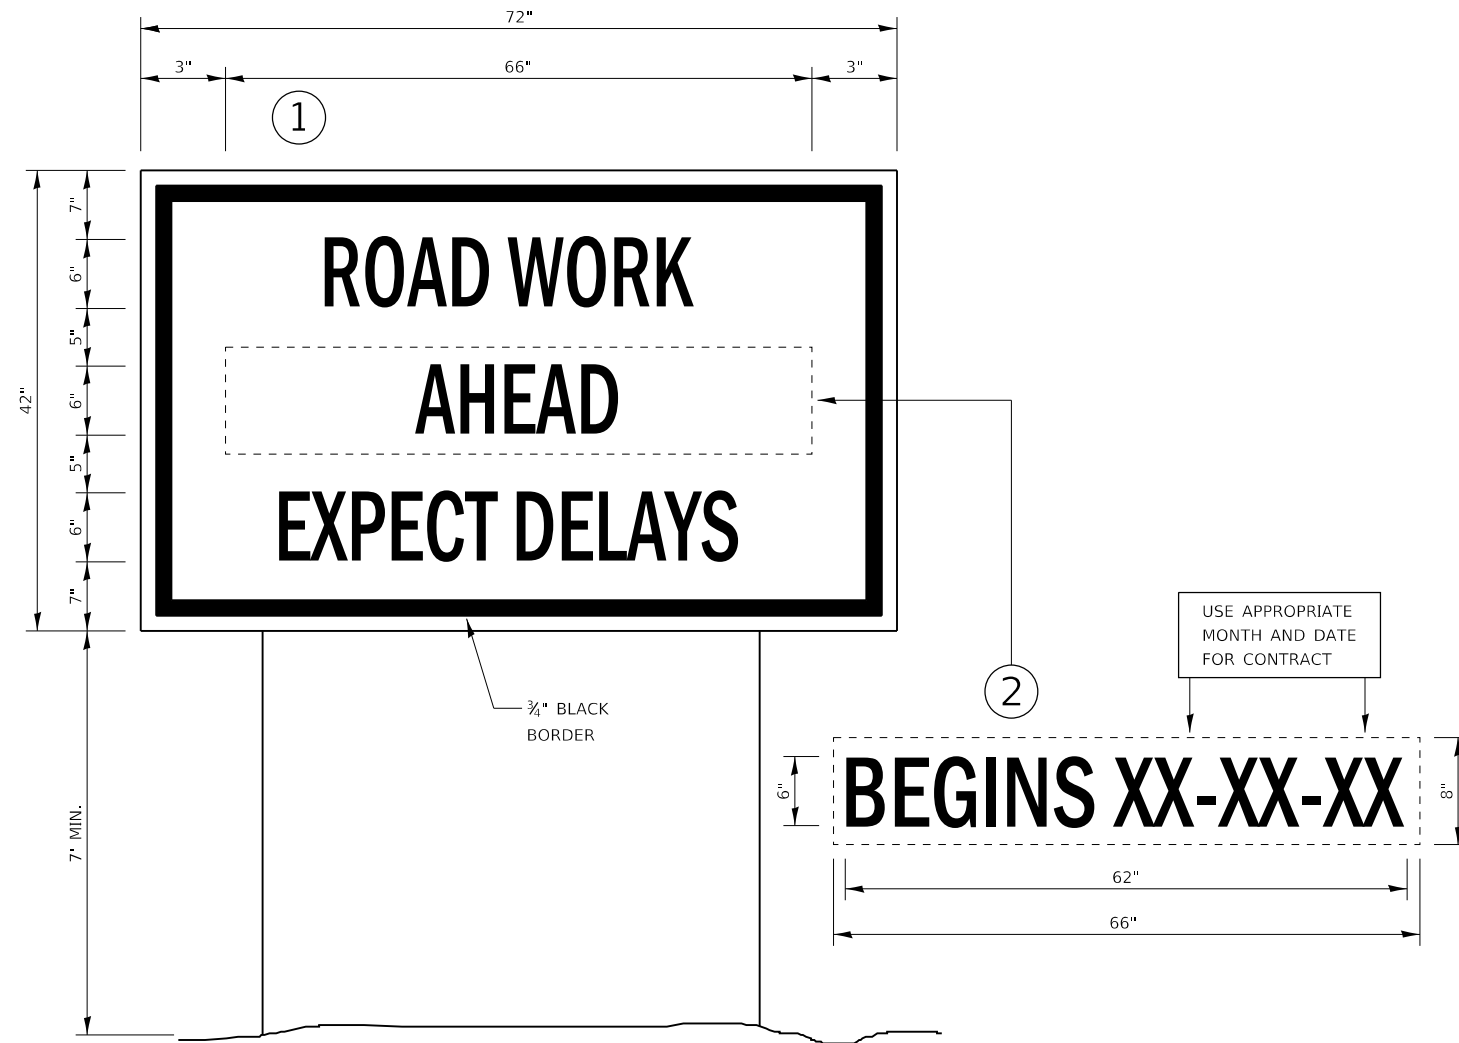 72"
3" 66" 3"
1
7"
6"
5"
6"
5"
6"
7"
42"
ROAD WORK
AHEAD
EXPECT DELAYS
¾" BLACK
BORDER
7' MIN.
2
USE APPROPRIATE
MONTH AND DATE
FOR CONTRACT
6"
BEGINS XX-XX-XX
8"
62"
66"